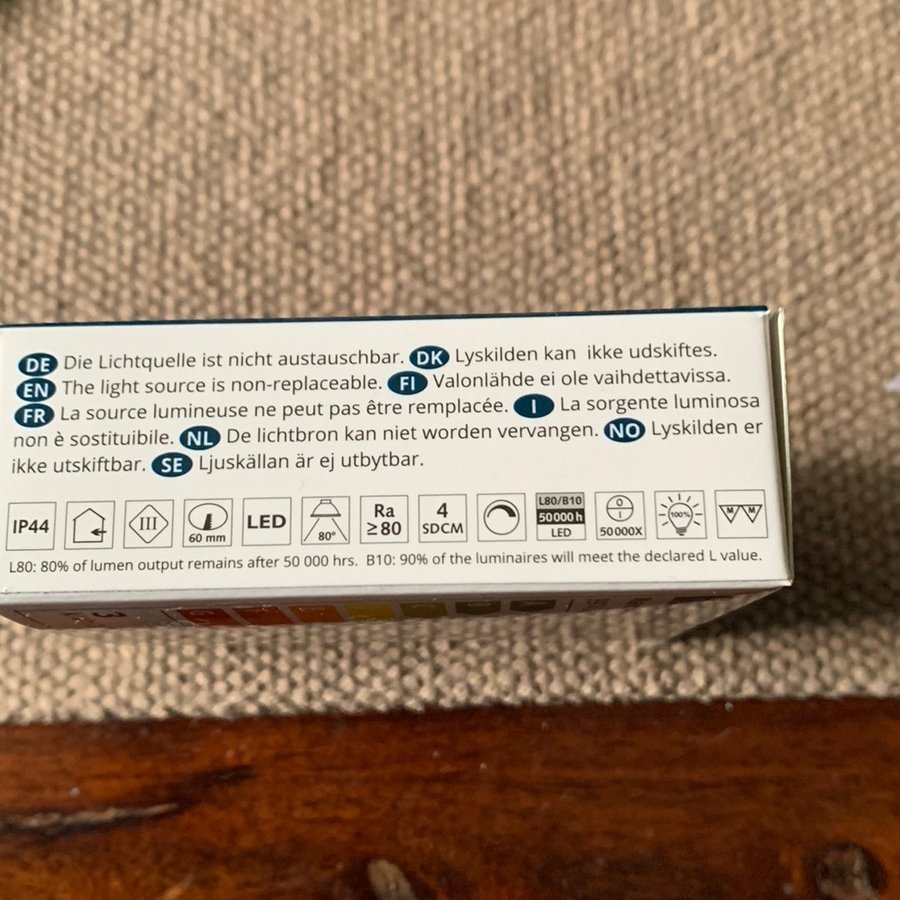 DE Die Lichtquelle ist nicht austauschbar. DK Lyskilden kan ikke udskiftes.
EN The light source is non-replaceable. FI Valonlähde ei ole vaihdettavissa.
FR La source lumineuse ne peut pas être remplacée. I La sorgente luminosa
non è sostituibile. NL De lichtbron kan niet worden vervangen. NO Lyskilden er
ikke utskiftbar. SE Ljuskällan är ej utbytbar.
IP44 III 60 mm LED 80° Ra ≥80 4 SDCM L80/B10 50000 h LED O I 50000X 100% M M
L80: 80% of lumen output remains after 50 000 hrs. B10: 90% of the luminaires will meet the declared L value.